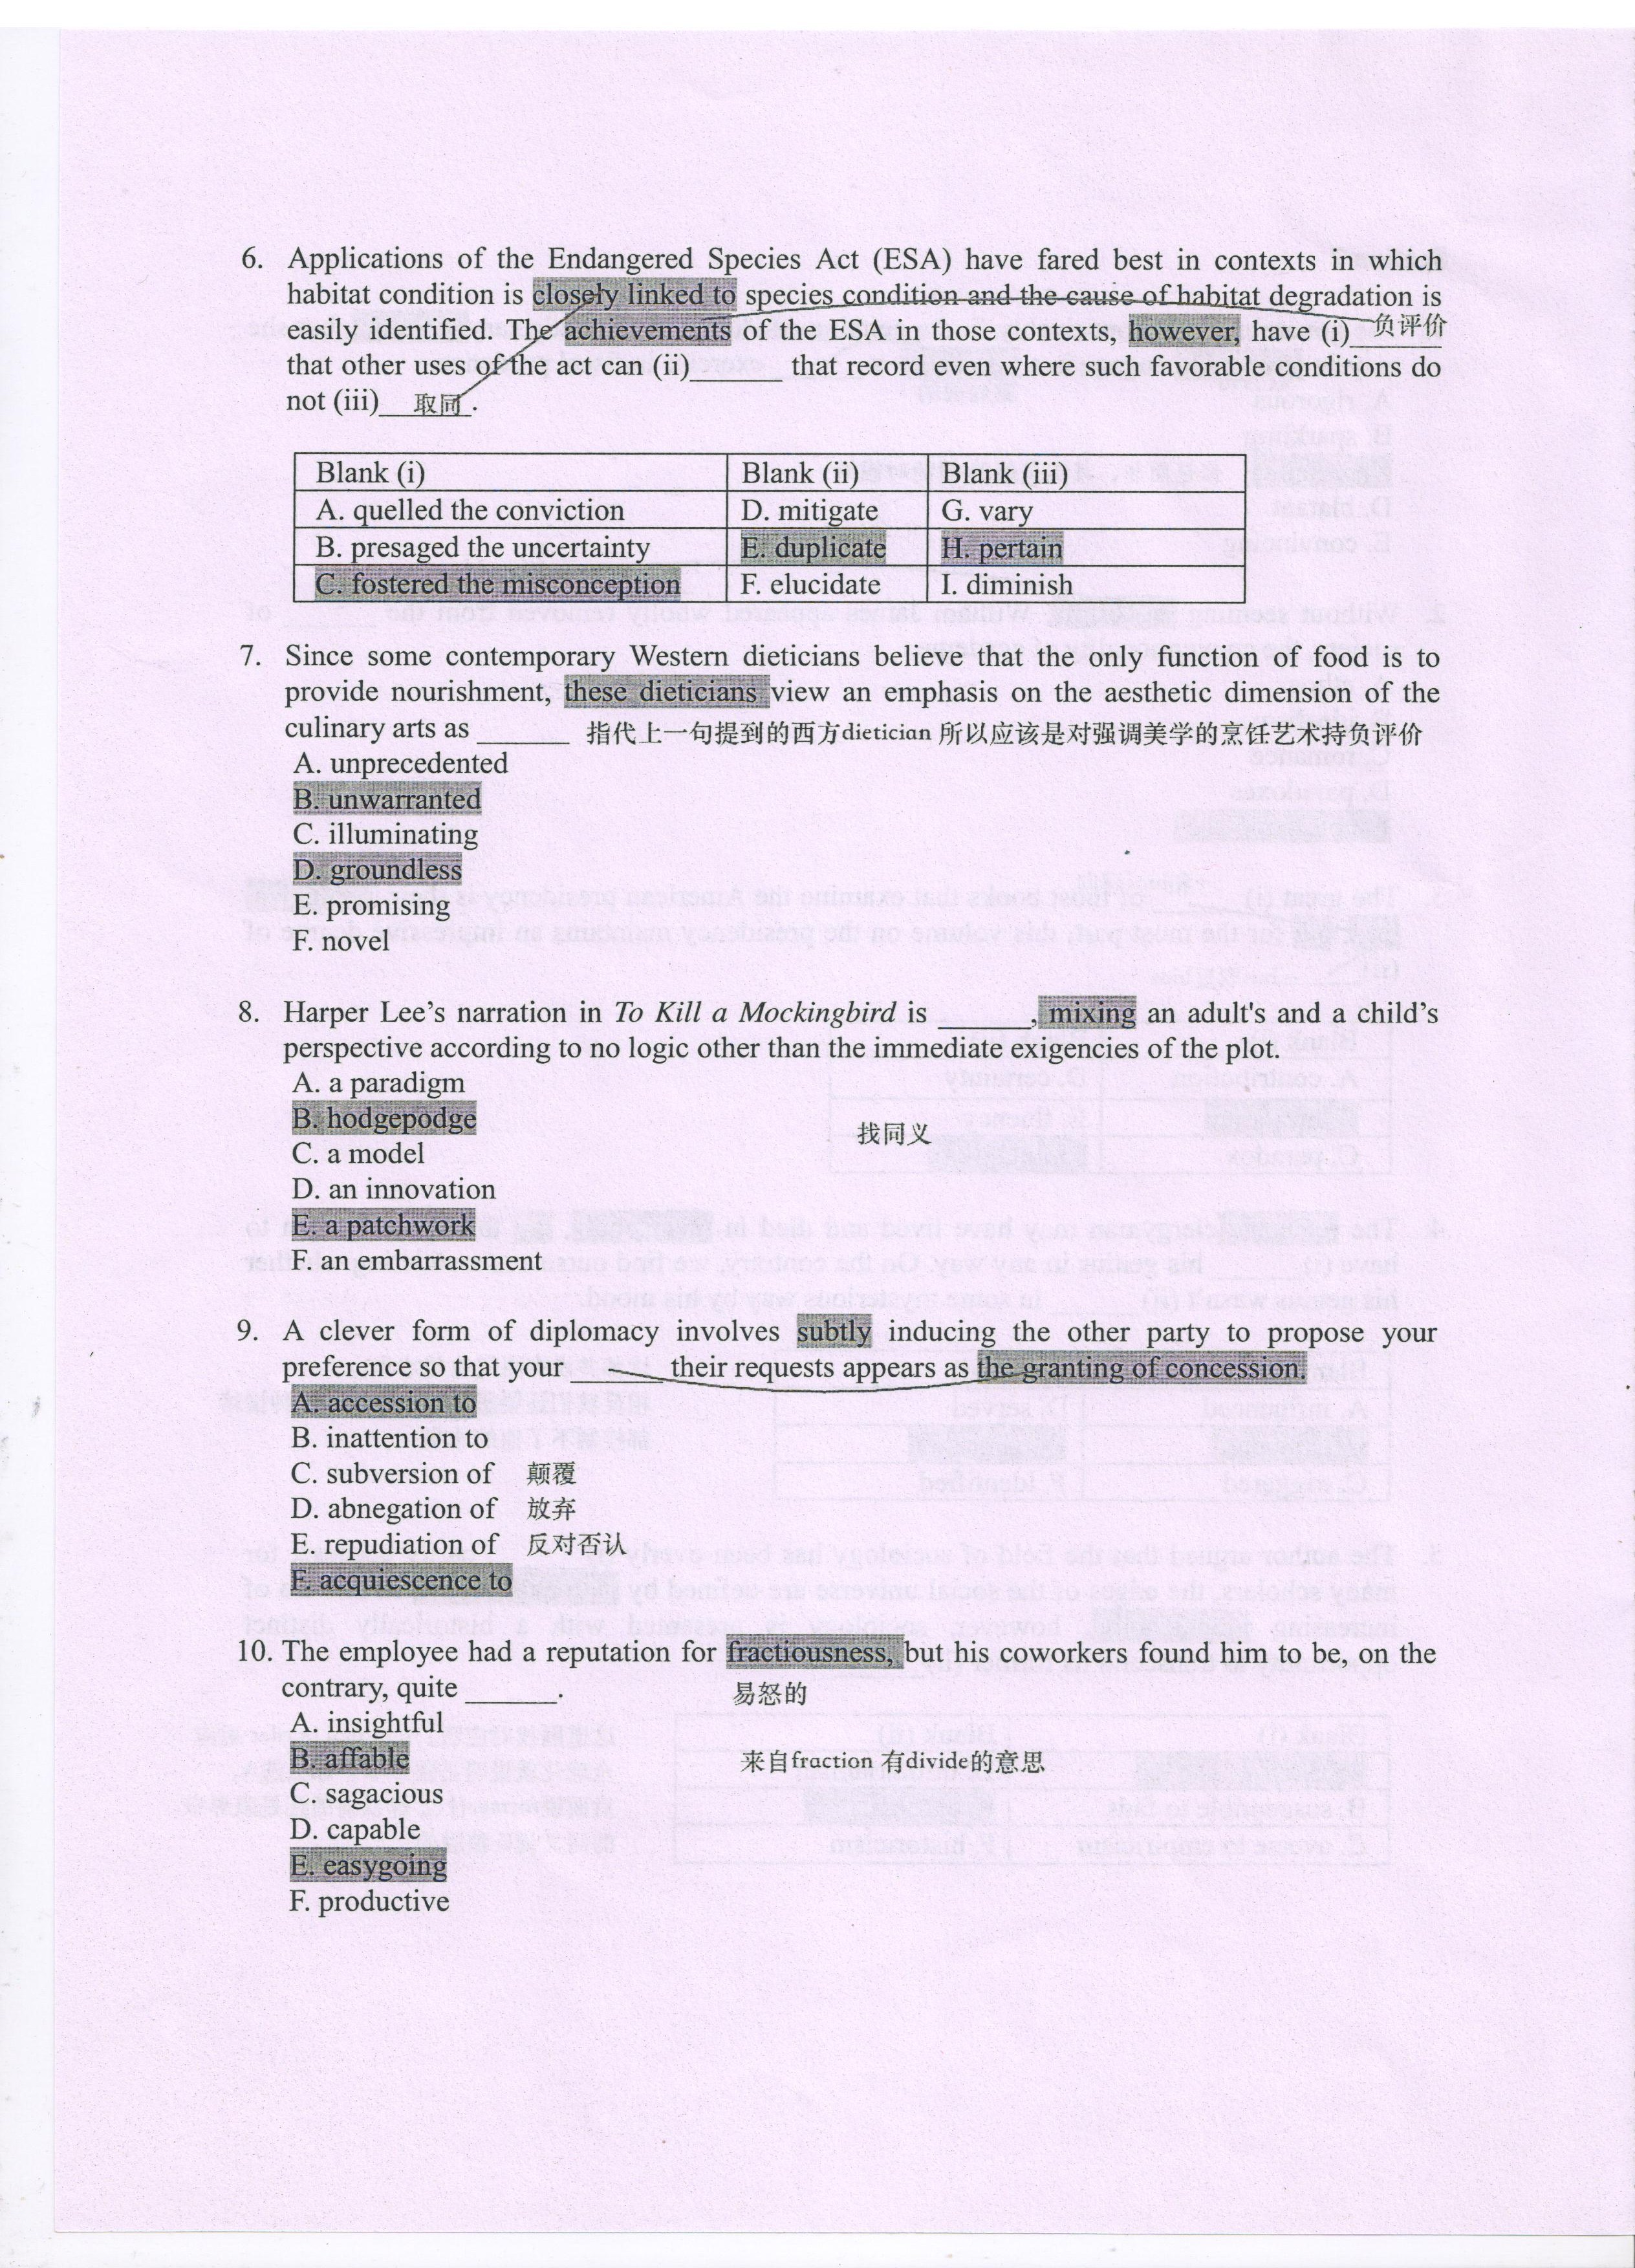 6. Applications of the Endangered Species Act (ESA) have fared best in contexts in which
habitat condition is closely linked to species condition and the cause of habitat degradation is
easily identified. The achievements of the ESA in those contexts, however, have (i)______ 负评价
that other uses of the act can (ii)______ that record even where such favorable conditions do
not (iii)__取同__.
Blank (i) Blank (ii) Blank (iii)
A. quelled the conviction D. mitigate G. vary
B. presaged the uncertainty E. duplicate H. pertain
C. fostered the misconception F. elucidate I. diminish
7. Since some contemporary Western dieticians believe that the only function of food is to
provide nourishment, these dieticians view an emphasis on the aesthetic dimension of the
culinary arts as ______ 指代上一句提到的西方dietician 所以应该是对强调美学的烹饪艺术持负评价
A. unprecedented
B. unwarranted
C. illuminating
D. groundless
E. promising
F. novel
8. Harper Lee’s narration in To Kill a Mockingbird is ______, mixing an adult's and a child’s
perspective according to no logic other than the immediate exigencies of the plot.
A. a paradigm
B. hodgepodge
找同义
C. a model
D. an innovation
E. a patchwork
F. an embarrassment
9. A clever form of diplomacy involves subtly inducing the other party to propose your
preference so that your ______ their requests appears as the granting of concession.
A. accession to
B. inattention to
C. subversion of 颠覆
D. abnegation of 放弃
E. repudiation of 反对否认
F. acquiescence to
10. The employee had a reputation for fractiousness, but his coworkers found him to be, on the
contrary, quite ______. 易怒的
A. insightful
B. affable 来自fraction 有divide的意思
C. sagacious
D. capable
E. easygoing
F. productive